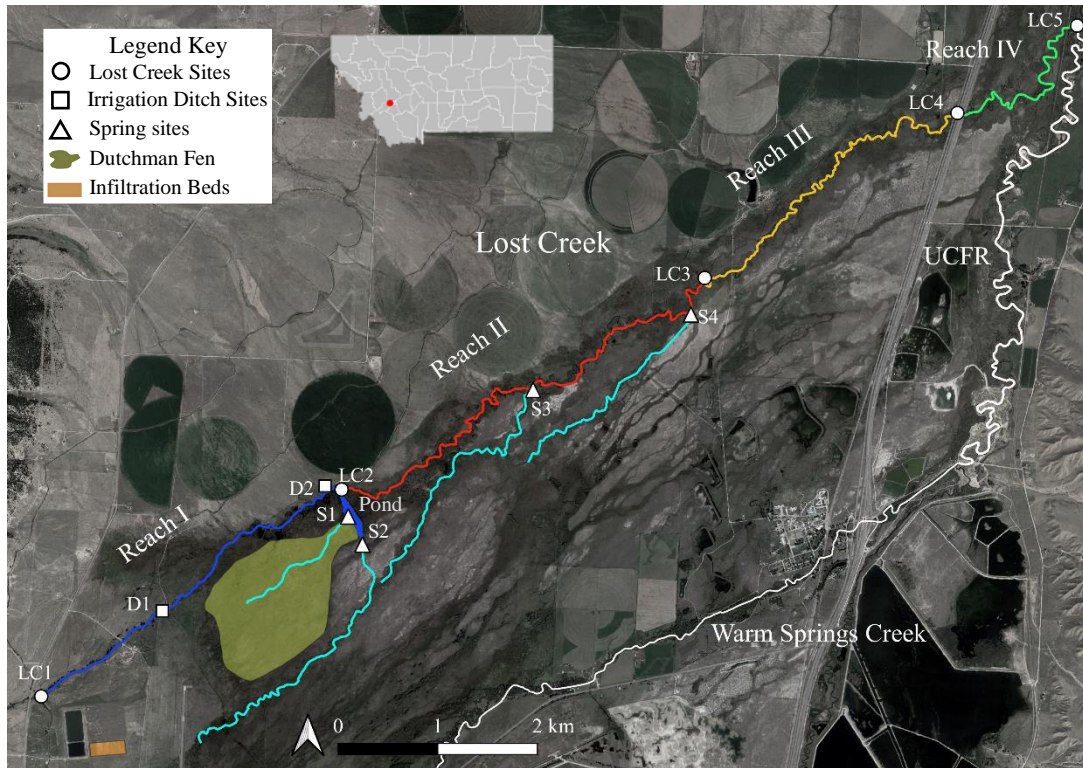 Legend Key
Lost Creek Sites
Irrigation Ditch Sites
Spring sites
Dutchman Fen
Infiltration Beds
LC5
Reach IV
LC4
Reach III
UCFR
Lost Creek
LC3
S4
Reach II
S3
LC2
D2
Pond
S1
S2
Reach I
D1
Warm Springs Creek
LC1
0 1 2 km